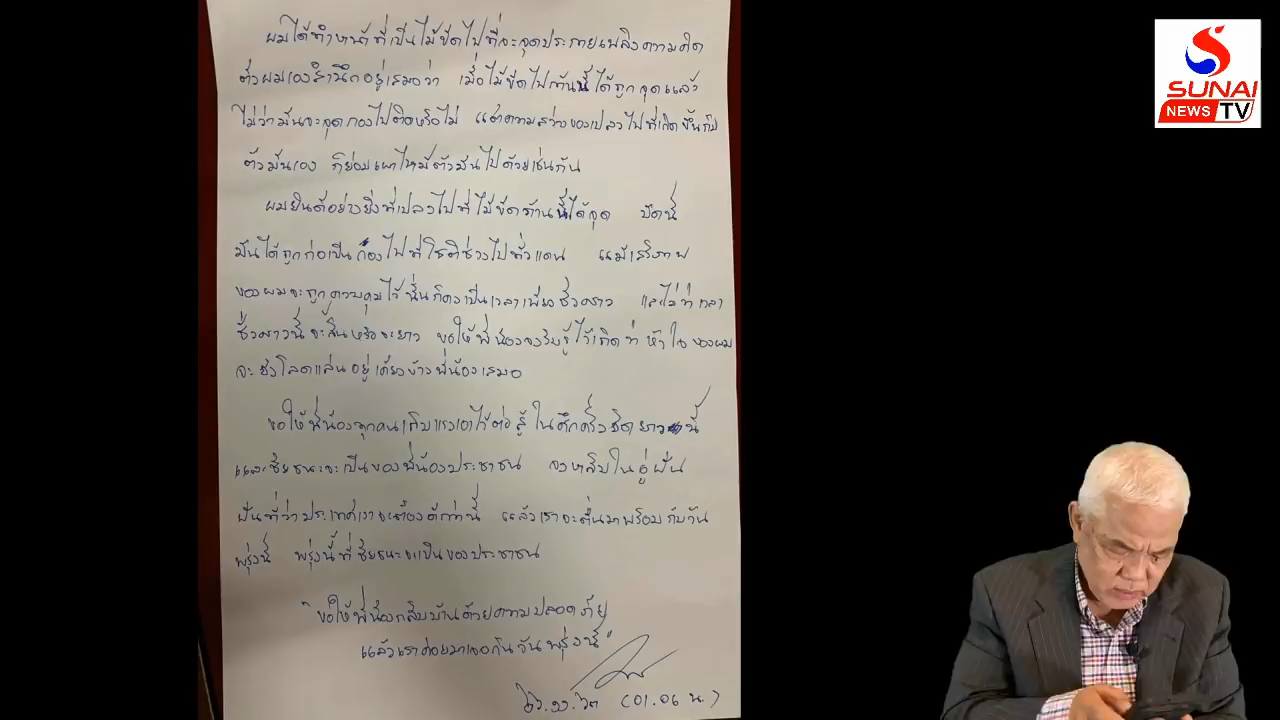 ผมได้ทำหน้าที่เป็นไม้ขีดไฟที่จะจุดประกายเพลิงความคิด
ตัวผมเองสำนึกอยู่เสมอว่า เมื่อไม้ขีดไฟก้านนี้ได้ถูกจุดแล้ว
ไม่ว่ามันจะจุดกองไฟติดหรือไม่ แต่ความสว่างของเปลวไฟที่เกิดขึ้นกับ
ตัวมันเอง ก็ย่อมเผาไหม้ตัวมันไปด้วยเช่นกัน
ผมยินดีอย่างยิ่งที่เปลวไฟที่ไม้ขีดก้านนี้ได้จุด บัดนี้
มันได้ถูกก่อเป็นกองไฟที่โชติช่วงไปทั่วแดน แม้เสรีภาพ
ของผมจะถูกควบคุมไว้ นั่นก็คงเป็นเวลาเพียงชั่วคราว และไม่ว่าเวลา
ชั่วคราวนี้จะสั้นหรือจะยาว ขอให้พี่น้องจงรับรู้ไว้เถิดว่า หัวใจของผม
จะยังโลดแล่นอยู่เคียงข้างพี่น้องเสมอ
ขอให้พี่น้องทุกคนเก็บแรงเอาไว้ต่อสู้ ในศึกครั้งยืดยาวนี้
และชัยชนะจะเป็นของพี่น้องประชาชน จงหลับใน ฝัน
ฝันที่ว่าประเทศเราจะต้องดีกว่านี้ แล้วเราจะตื่นมาพร้อมกับวัน
พรุ่งนี้ พรุ่งนี้ที่ชัยชนะจะเป็นของประชาชน
"ขอให้พี่น้องกลับบ้านด้วยความปลอดภัย
แล้วเราค่อยมาเจอกันวันพรุ่งนี้"
(01.06 น.)
SUNAI
NEWS TV